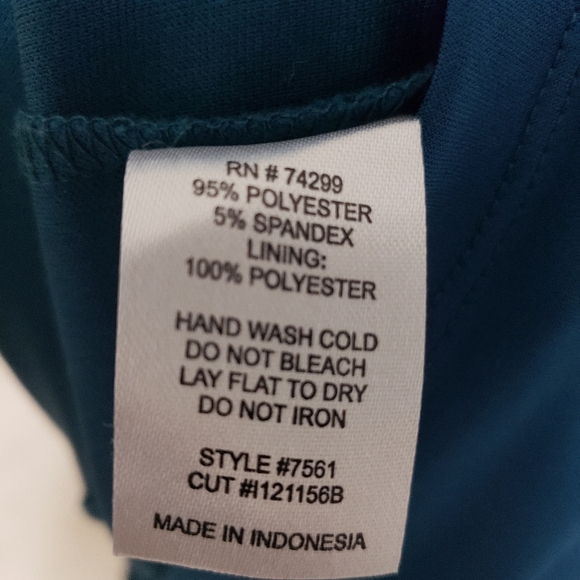 RN # 74299
95% POLYESTER
5% SPANDEX
LINING:
100% POLYESTER
HAND WASH COLD
DO NOT BLEACH
LAY FLAT TO DRY
DO NOT IRON
STYLE #7561
CUT #I121156B
MADE IN INDONESIA